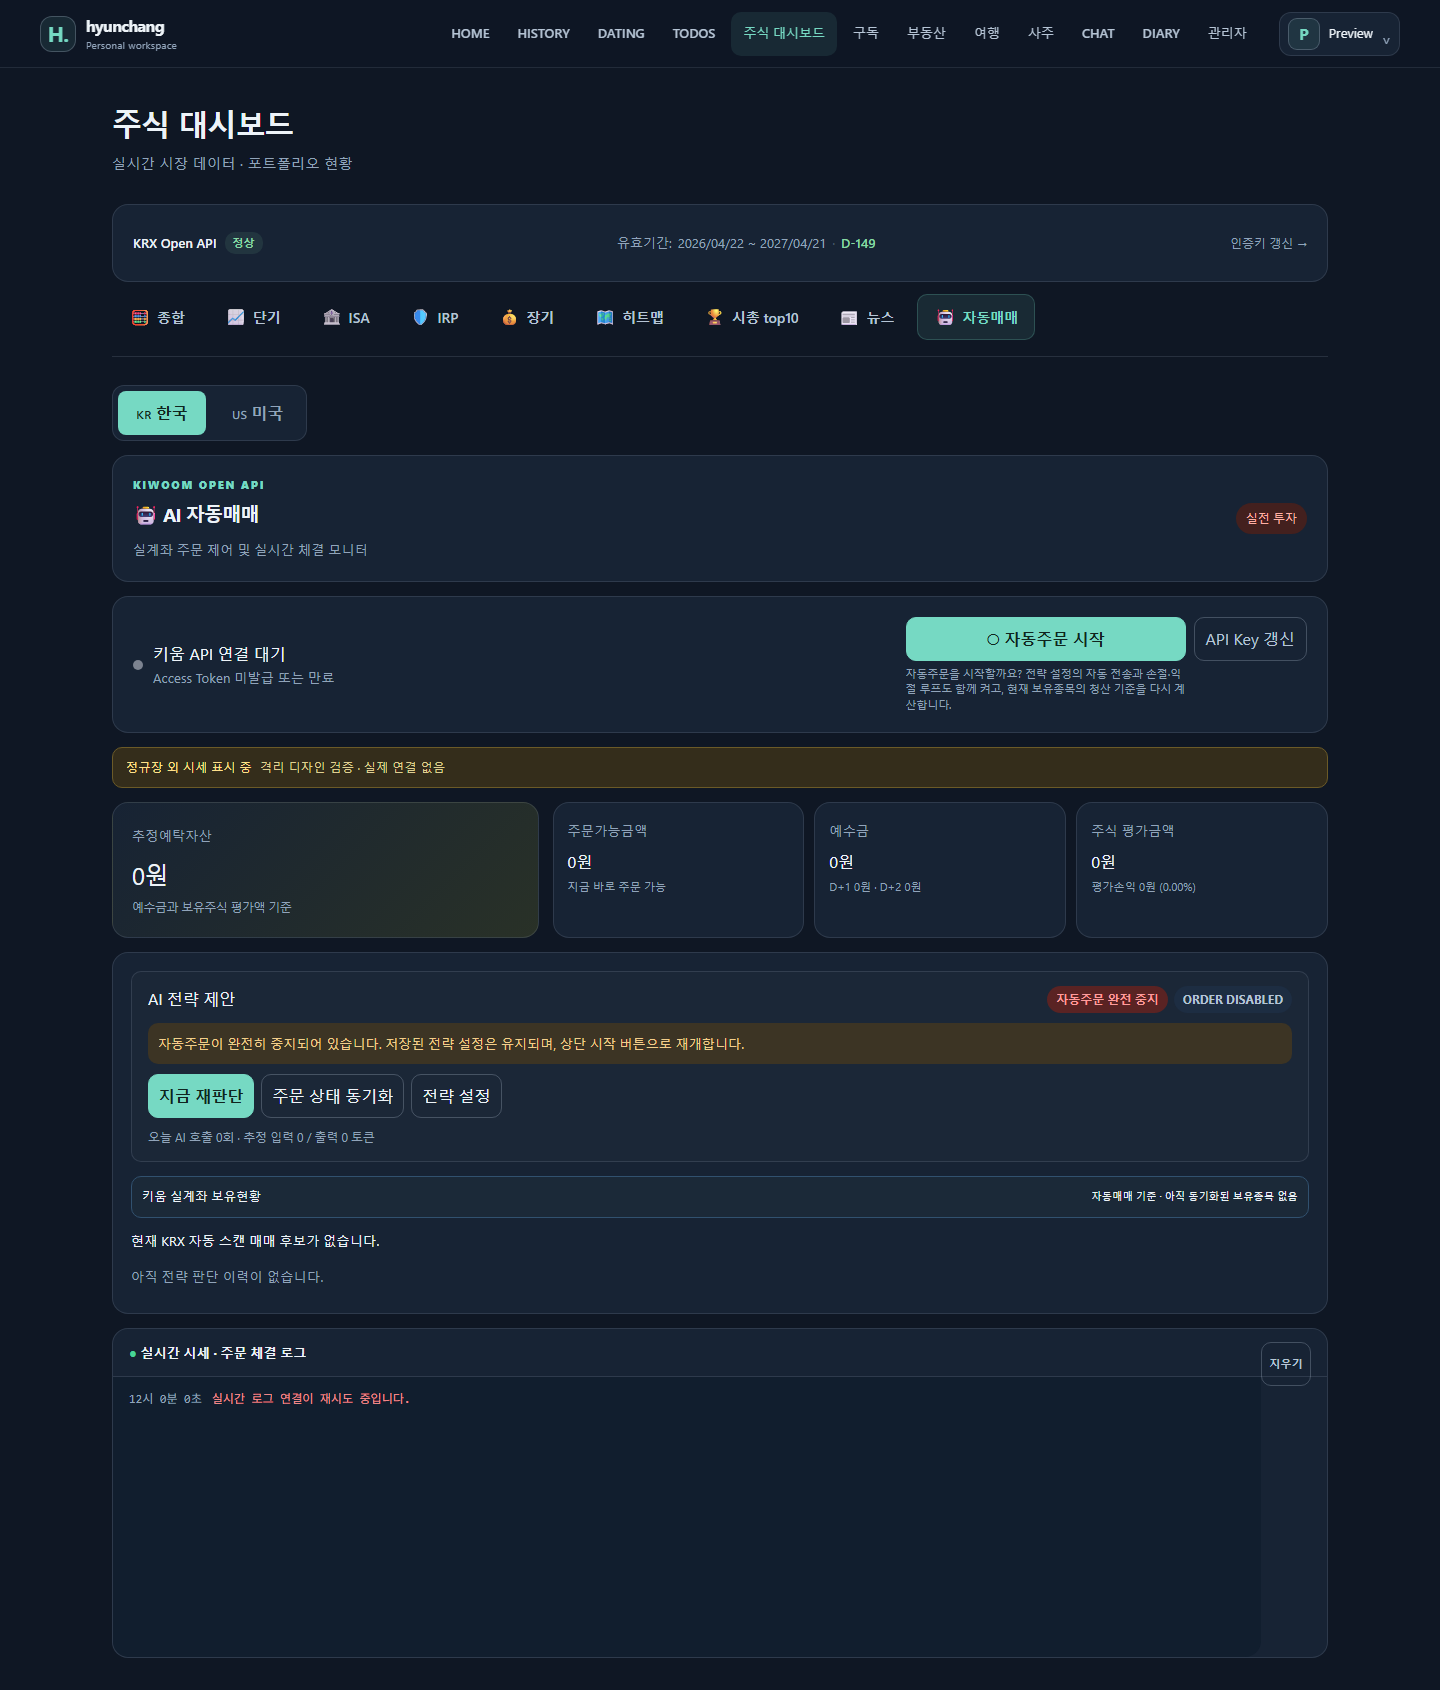 H. hyunchang
Personal workspace
HOME HISTORY DATING TODOS 주식 대시보드 구독 부동산 여행 사주 CHAT DIARY 관리자 P Preview v
주식 대시보드
실시간 시장 데이터 · 포트폴리오 현황
KRX Open API 정상 유효기간: 2026/04/22 ~ 2027/04/21 · D-149 인증키 갱신 →
종합 단기 ISA IRP 장기 히트맵 시총 top10 뉴스 자동매매
KR 한국 US 미국
KIWOOM OPEN API
AI 자동매매
실전 투자
실계좌 주문 제어 및 실시간 체결 모니터
키움 API 연결 대기
Access Token 미발급 또는 만료
○ 자동주문 시작 API Key 갱신
자동주문을 시작할까요? 전략 설정의 자동 전송과 손절·익
절 루프도 함께 켜고, 현재 보유종목의 청산 기준을 다시 계
산합니다.
정규장 외 시세 표시 중 격리 디자인 검증 · 실제 연결 없음
추정예탁자산
0원
예수금과 보유주식 평가액 기준
주문가능금액
0원
지금 바로 주문 가능
예수금
0원
D+1 0원 · D+2 0원
주식 평가금액
0원
평가손익 0원 (0.00%)
AI 전략 제안 자동주문 완전 중지 ORDER DISABLED
자동주문이 완전히 중지되어 있습니다. 저장된 전략 설정은 유지되며, 상단 시작 버튼으로 재개합니다.
지금 재판단 주문 상태 동기화 전략 설정
오늘 AI 호출 0회 · 추정 입력 0 / 출력 0 토큰
키움 실계좌 보유현황 자동매매 기준 · 아직 동기화된 보유종목 없음
현재 KRX 자동 스캔 매매 후보가 없습니다.
아직 전략 판단 이력이 없습니다.
실시간 시세 · 주문 체결 로그 지우기
12시 0분 0초 실시간 로그 연결이 재시도 중입니다.